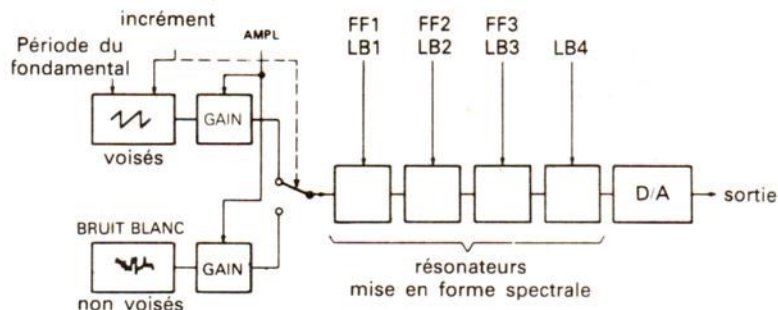 incrément
AMPL
Période du
fondamental
GAIN
voisés
BRUIT BLANC
GAIN
non voisés
FF1 FF2 FF3
LB1 LB2 LB3 LB4
D/A
sortie
résonateurs
mise en forme spectrale